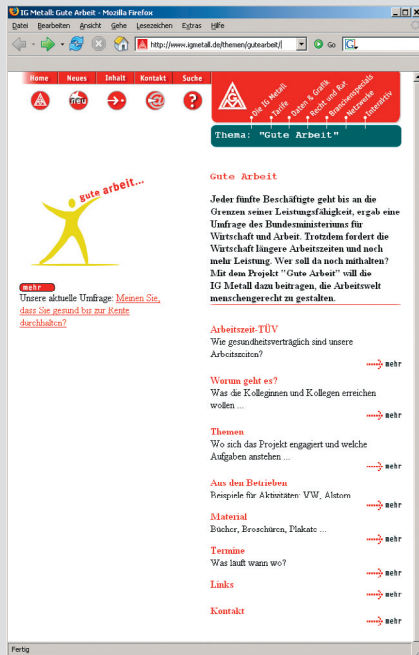 IG Metall: Gute Arbeit - Mozilla Firefox
Datei Bearbeiten Ansicht Gehe Lesezeichen Extras Hilfe
http://www.igmetall.de/themen/gutearbeit/
Go
G
Home Neues Inhalt Kontakt Suche
neu
?
Die IG Metall
Tarife
Daten & Grafik
Recht und Rat
Branchenspecials
Netzwerke
Interaktiv
Thema: "Gute Arbeit"
gute arbeit...
mehr
Unsere aktuelle Umfrage: Meinen Sie,
dass Sie gesund bis zur Rente
durchhalten?
Gute Arbeit
Jeder fünfte Beschäftigte geht bis an die
Grenzen seiner Leistungsfähigkeit, ergab eine
Umfrage des Bundesministeriums für
Wirtschaft und Arbeit. Trotzdem fordert die
Wirtschaft längere Arbeitszeiten und noch
mehr Leistung. Wer soll da noch mithalten?
Mit dem Projekt "Gute Arbeit" will die
IG Metall dazu beitragen, die Arbeitswelt
menschengerecht zu gestalten.
Arbeitszeit-TÜV
Wie gesundheitsverträglich sind unsere
Arbeitszeiten?
mehr
Worum geht es?
Was die Kolleginnen und Kollegen erreichen
wollen ...
mehr
Themen
Wo sich das Projekt engagiert und welche
Aufgaben anstehen ...
mehr
Aus den Betrieben
Beispiele für Aktivitäten: VW, Alstom
mehr
Material
Bücher, Broschüren, Plakate ...
mehr
Termine
Was läuft wann wo?
mehr
Links
mehr
Kontakt
mehr
Fertig